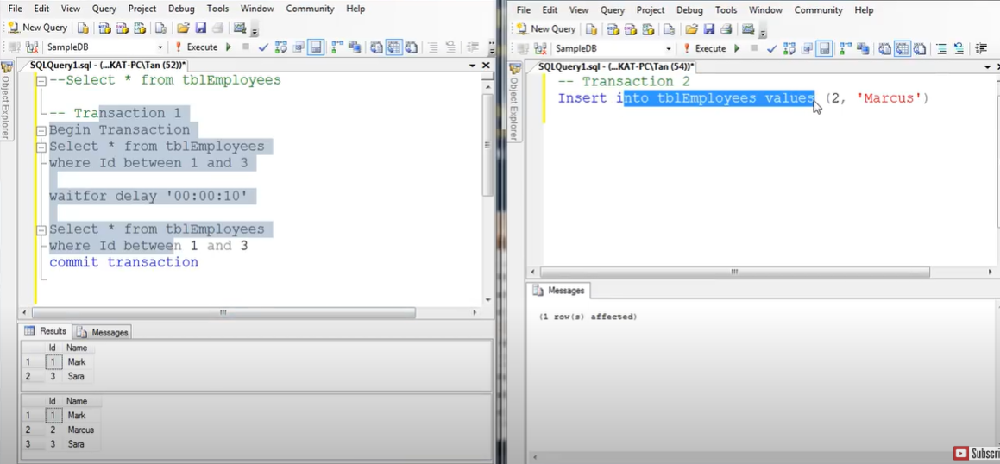 File Edit View Query Project Debug Tools Window Community Help
New Query
SampleDB Execute
SQLQuery1.sql - (...KAT-PC\Tan (52))*
Object Explorer
--Select * from tblEmployees
-- Transaction 1
Begin Transaction
Select * from tblEmployees
where Id between 1 and 3
waitfor delay '00:00:10'
Select * from tblEmployees
where Id between 1 and 3
commit transaction
Results Messages
Id Name
1 1 Mark
2 3 Sara
Id Name
1 1 Mark
2 2 Marcus
3 3 Sara
File Edit View Query Project Debug Tools Window Community Help
New Query
SampleDB Execute
SQLQuery1.sql - (...KAT-PC\Tan (54))*
Object Explorer
-- Transaction 2
Insert into tblEmployees values (2, 'Marcus')
Messages
(1 row(s) affected)
Subscri